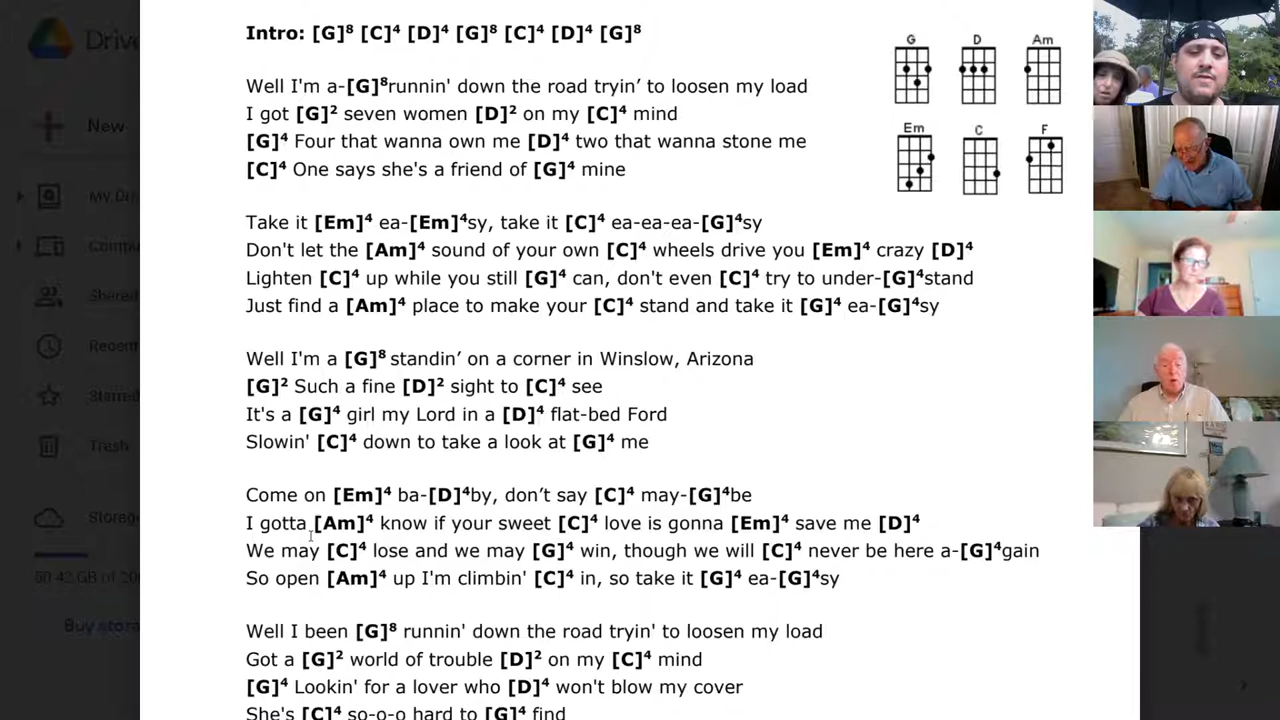 Drive
New
My Dri
Compu
Shared
Recent
Starred
Trash
Storage
Buy stora
Intro: [G]⁸ [C]⁴ [D]⁴ [G]⁸ [C]⁴ [D]⁴ [G]⁸
G D Am
Em C F
Well I'm a-[G]⁸runnin' down the road tryin’ to loosen my load
I got [G]² seven women [D]² on my [C]⁴ mind
[G]⁴ Four that wanna own me [D]⁴ two that wanna stone me
[C]⁴ One says she's a friend of [G]⁴ mine
Take it [Em]⁴ ea-[Em]⁴sy, take it [C]⁴ ea-ea-ea-[G]⁴sy
Don't let the [Am]⁴ sound of your own [C]⁴ wheels drive you [Em]⁴ crazy [D]⁴
Lighten [C]⁴ up while you still [G]⁴ can, don't even [C]⁴ try to under-[G]⁴stand
Just find a [Am]⁴ place to make your [C]⁴ stand and take it [G]⁴ ea-[G]⁴sy
Well I'm a [G]⁸ standin’ on a corner in Winslow, Arizona
[G]² Such a fine [D]² sight to [C]⁴ see
It's a [G]⁴ girl my Lord in a [D]⁴ flat-bed Ford
Slowin' [C]⁴ down to take a look at [G]⁴ me
Come on [Em]⁴ ba-[D]⁴by, don’t say [C]⁴ may-[G]⁴be
I gotta [Am]⁴ know if your sweet [C]⁴ love is gonna [Em]⁴ save me [D]⁴
We may [C]⁴ lose and we may [G]⁴ win, though we will [C]⁴ never be here a-[G]⁴gain
So open [Am]⁴ up I'm climbin' [C]⁴ in, so take it [G]⁴ ea-[G]⁴sy
Well I been [G]⁸ runnin' down the road tryin' to loosen my load
Got a [G]² world of trouble [D]² on my [C]⁴ mind
[G]⁴ Lookin' for a lover who [D]⁴ won't blow my cover
She's [C]⁴ so-o-o hard to [G]⁴ find